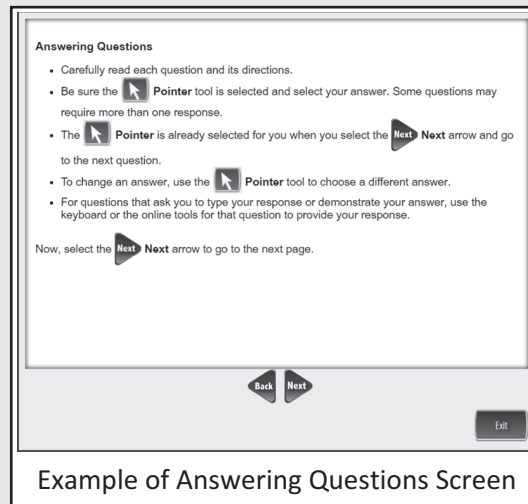 Answering Questions
• Carefully read each question and its directions.
• Be sure the Pointer tool is selected and select your answer. Some questions may
require more than one response.
• The Pointer is already selected for you when you select the Next Next arrow and go
to the next question.
• To change an answer, use the Pointer tool to choose a different answer.
• For questions that ask you to type your response or demonstrate your answer, use the
keyboard or the online tools for that question to provide your response.
Now, select the Next Next arrow to go to the next page.
Back Next
Exit
Example of Answering Questions Screen